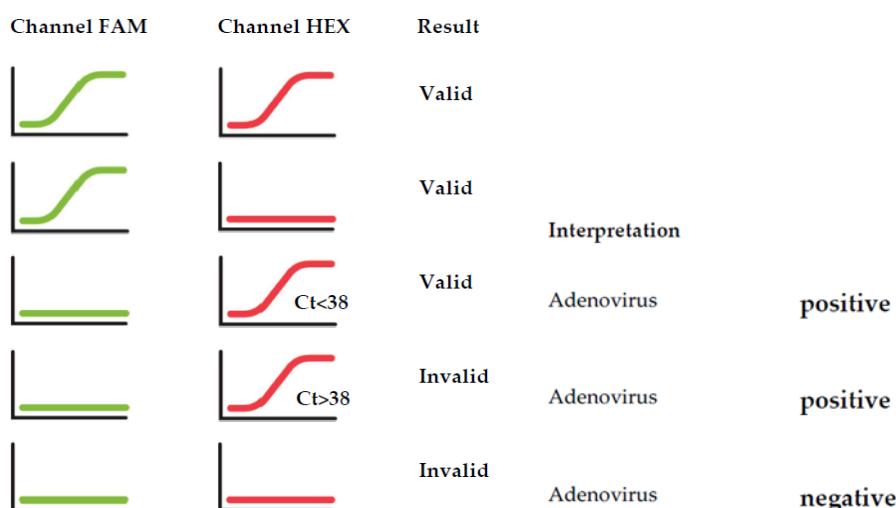 Channel FAM Channel HEX Result
Valid
Valid
Interpretation
Valid
Ct<38
Adenovirus positive
Invalid
Ct>38
Adenovirus positive
Invalid
Adenovirus negative